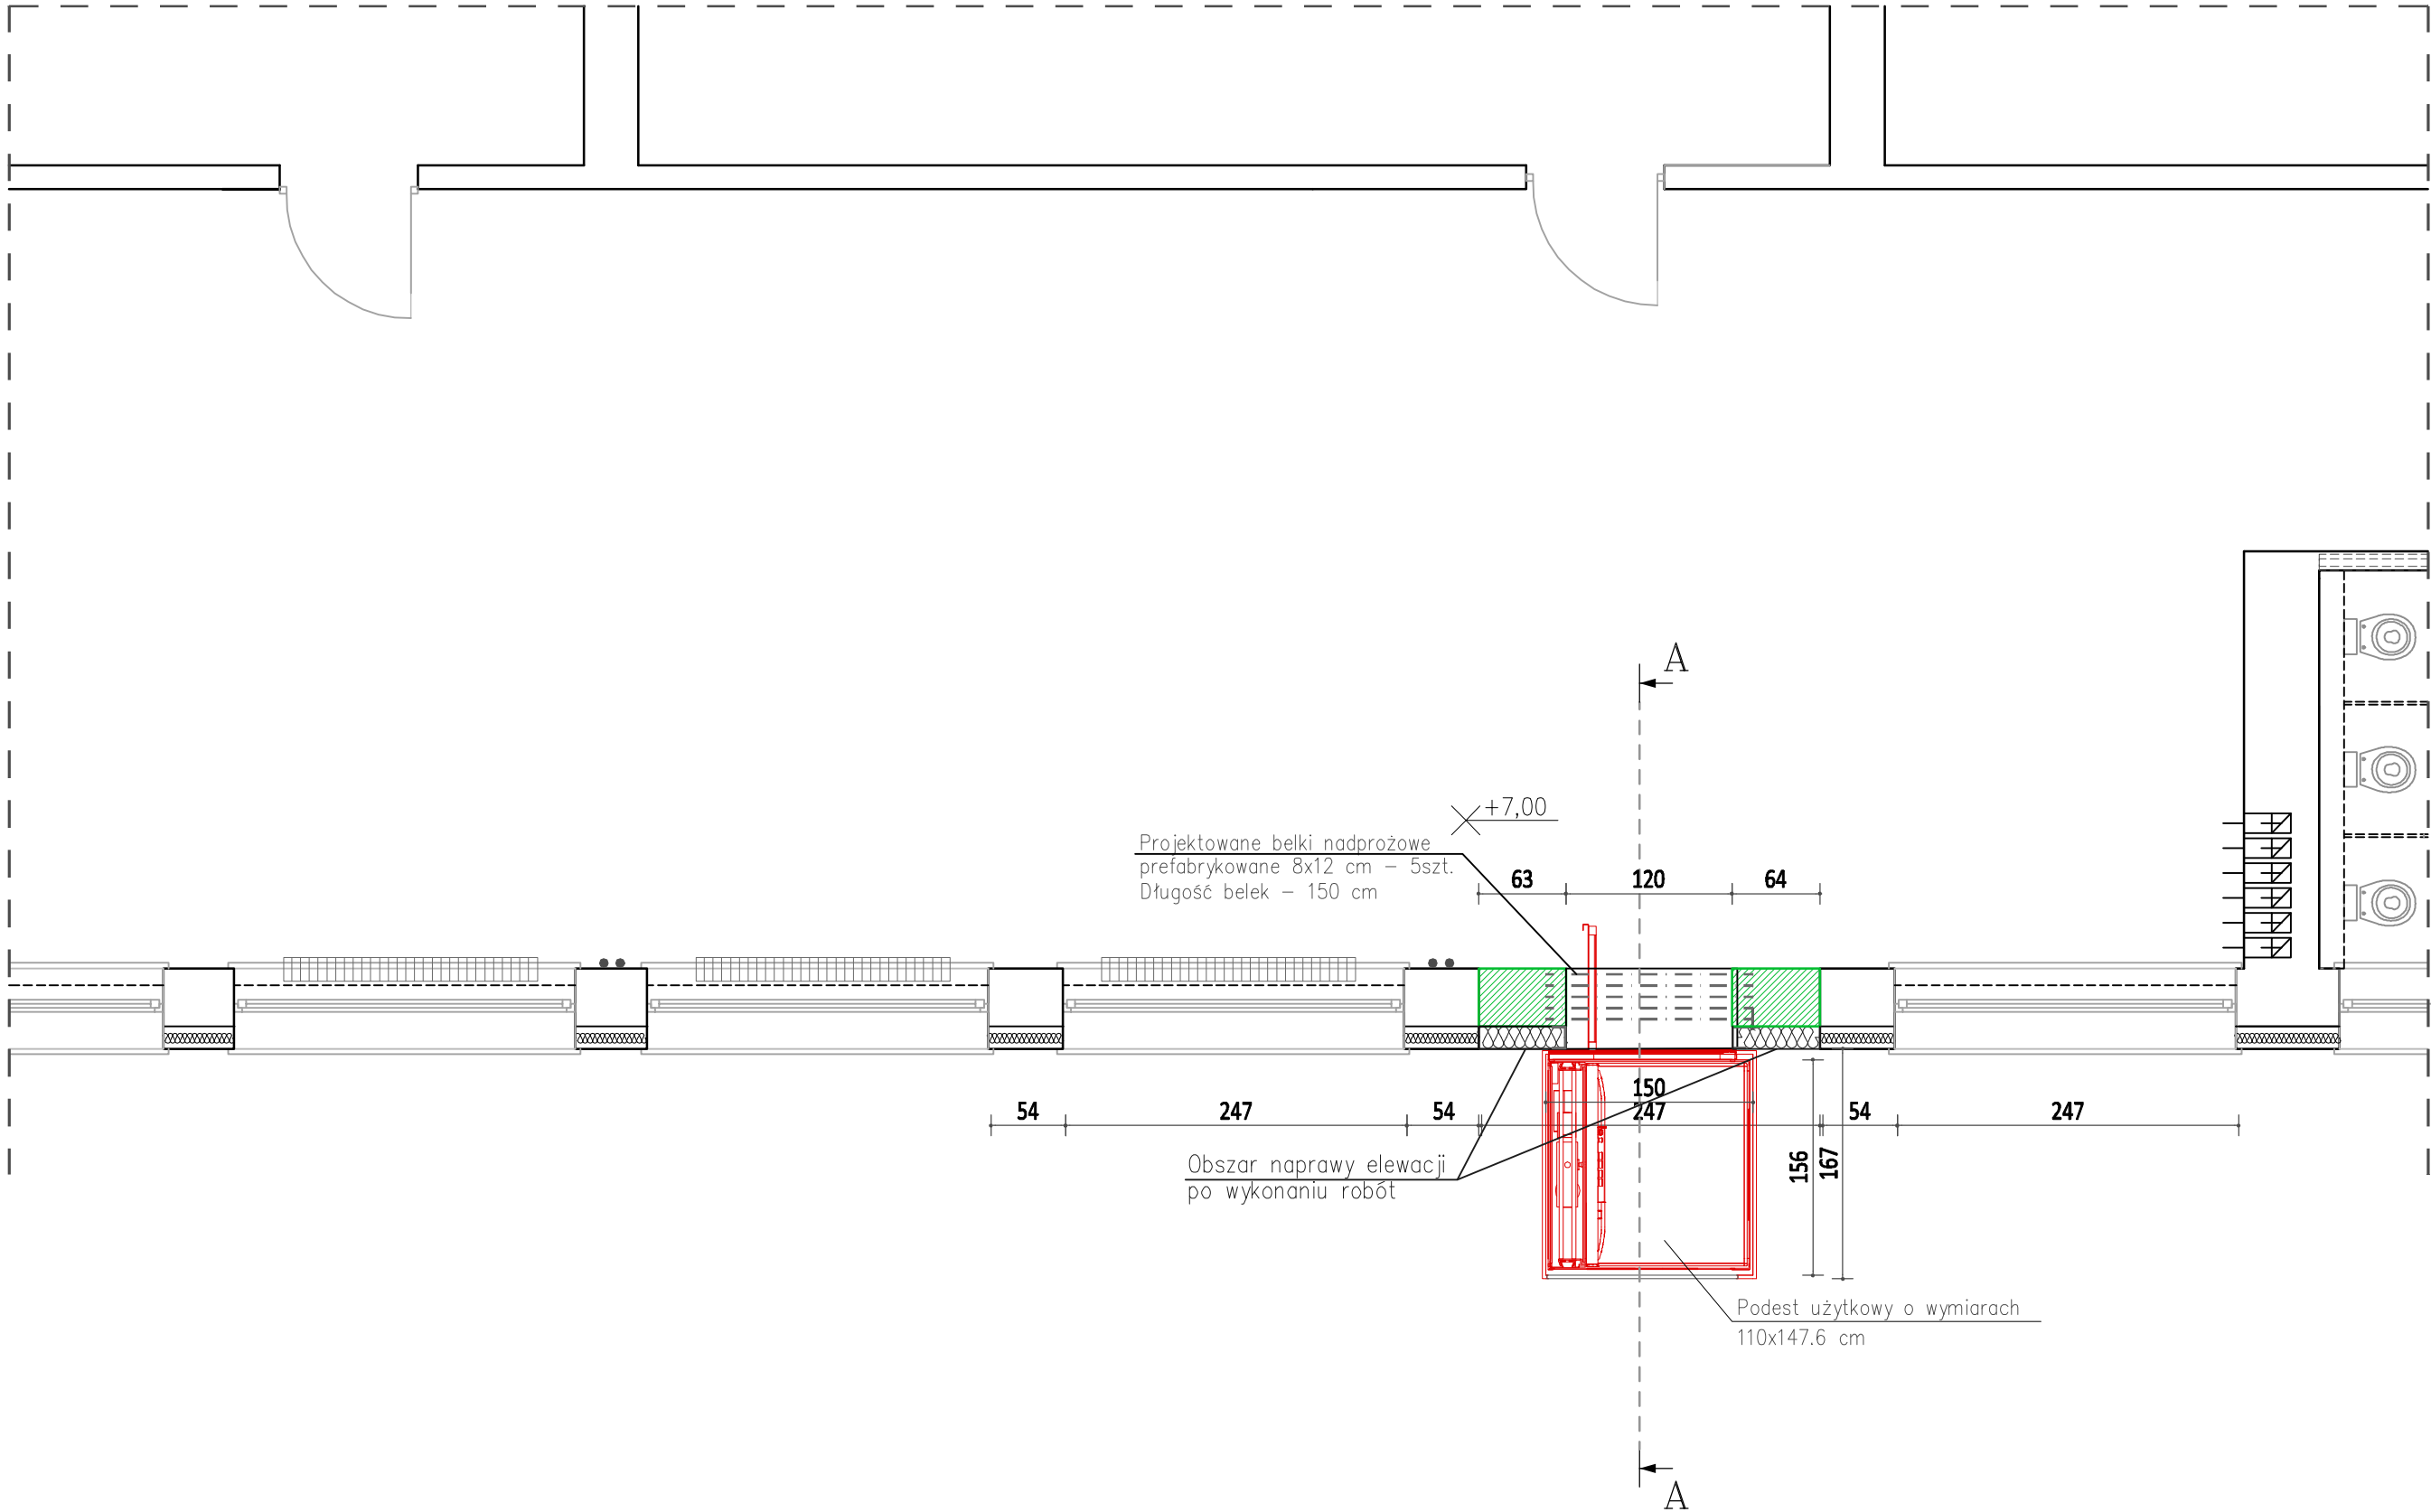 A
+7,00
Projektowane belki nadprożowe
prefabrykowane 8x12 cm – 5szt.
Długość belek – 150 cm
63
120
64
150
54
247
54
247
54
247
156
167
Obszar naprawy elewacji
po wykonaniu robót
Podest użytkowy o wymiarach
110x147.6 cm
A